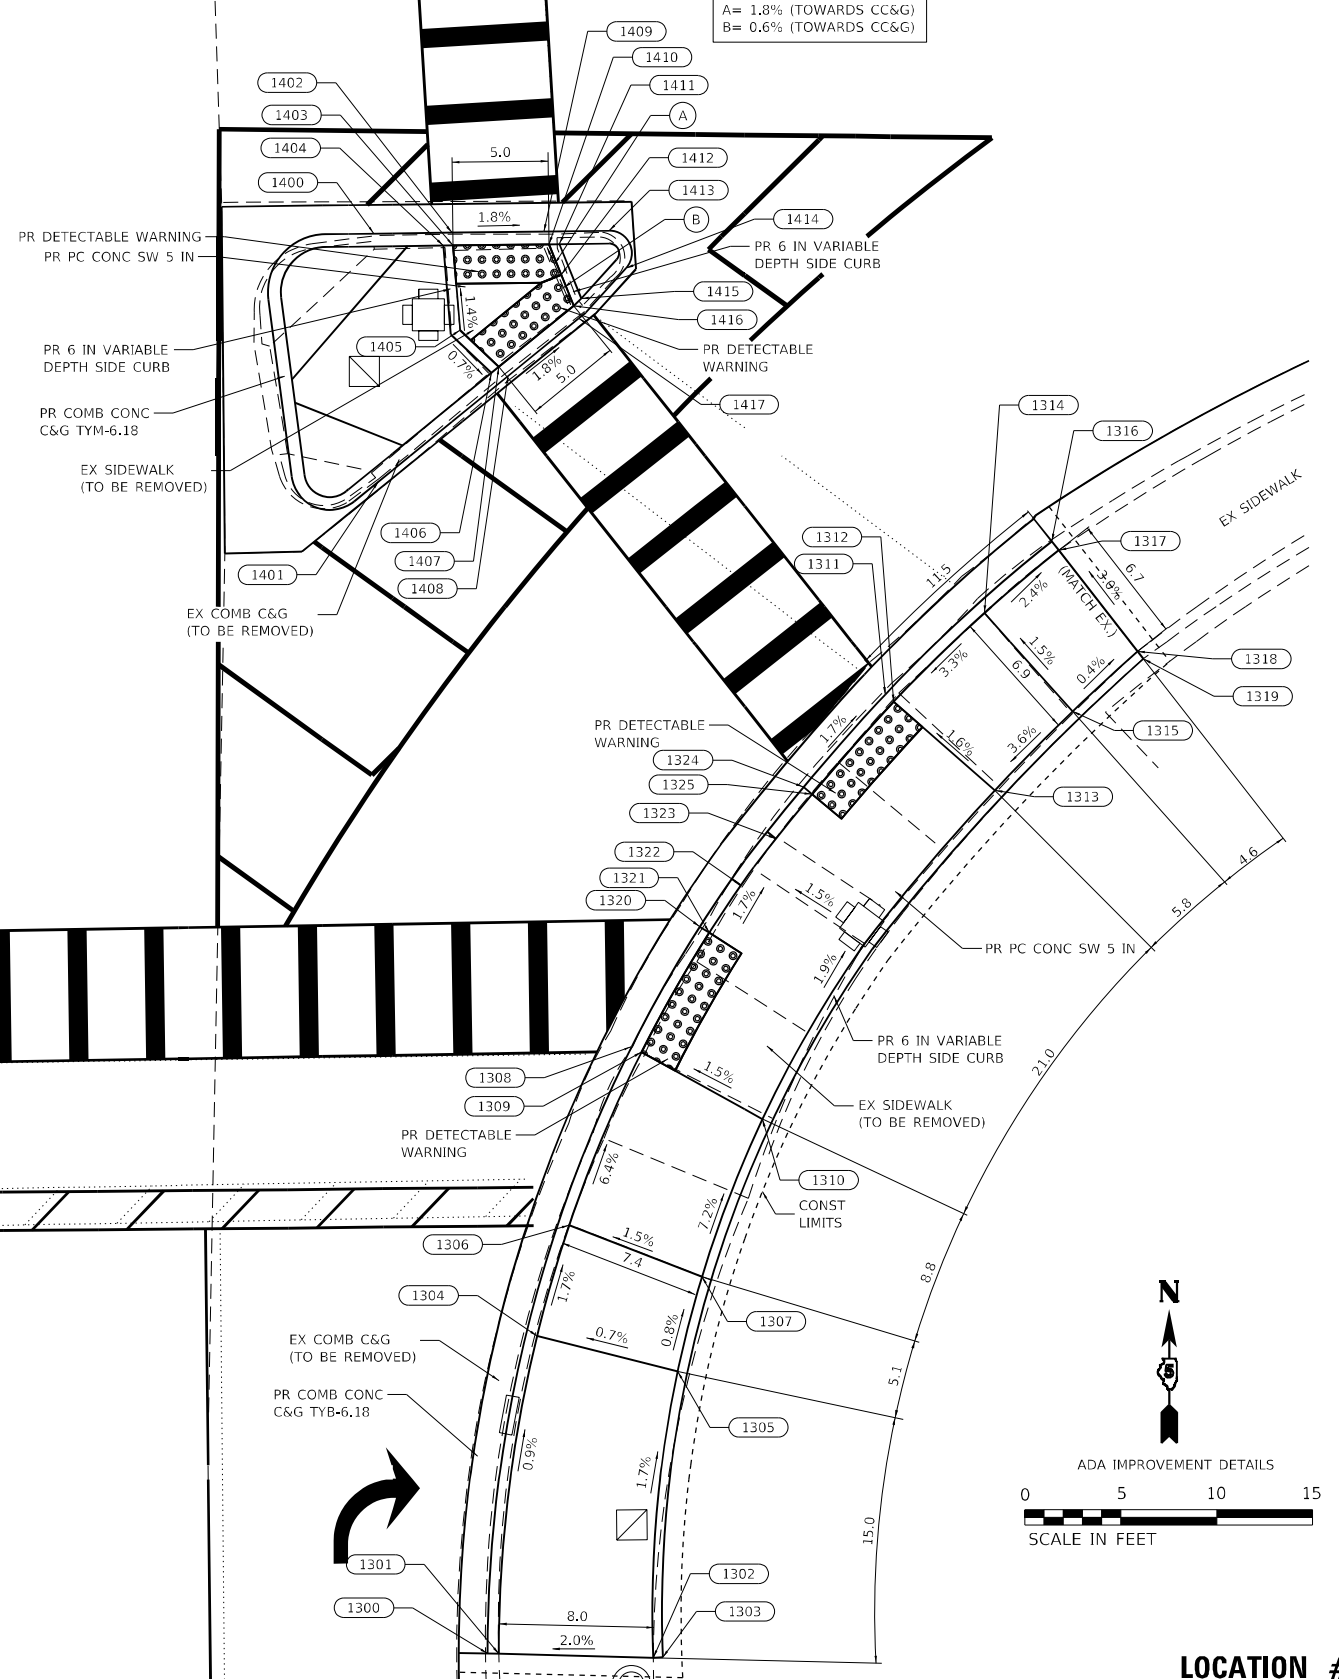 A= 1.8% (TOWARDS CC&G)
B= 0.6% (TOWARDS CC&G)
1409
1410
1411
A
1402
1403
1404
1400
5.0
1412
1413
B
1414
1.8%
PR DETECTABLE WARNING
PR PC CONC SW 5 IN
PR 6 IN VARIABLE
DEPTH SIDE CURB
1415
1416
1.4%
1405
0.7%
1.8%
5.0
PR 6 IN VARIABLE
DEPTH SIDE CURB
PR DETECTABLE
WARNING
1417
PR COMB CONC
C&G TYM-6.18
EX SIDEWALK
(TO BE REMOVED)
1406
1407
1408
1401
EX COMB C&G
(TO BE REMOVED)
1314
1316
EX SIDEWALK
1312
1311
1317
11.5
6.7
3.0%
(MATCH EX.)
2.4%
1.5%
0.4%
3.3%
6.9
1318
1319
1315
PR DETECTABLE
WARNING
1.7%
1324
1325
1323
1.6%
3.6%
1313
1322
1321
1320
4.6
5.8
1.7%
1.5%
1.9%
PR PC CONC SW 5 IN
PR 6 IN VARIABLE
DEPTH SIDE CURB
21.0
1308
1309
1.5%
EX SIDEWALK
(TO BE REMOVED)
PR DETECTABLE
WARNING
6.4%
7.2%
1310
CONST
LIMITS
1306
1.5%
7.4
8.8
1.7%
1304
0.7%
0.8%
1307
EX COMB C&G
(TO BE REMOVED)
PR COMB CONC
C&G TYB-6.18
5.1
1305
0.9%
1.7%
15.0
N
5
ADA IMPROVEMENT DETAILS
0 5 10 15
SCALE IN FEET
1301
1300
1302
1303
8.0
2.0%
LOCATION